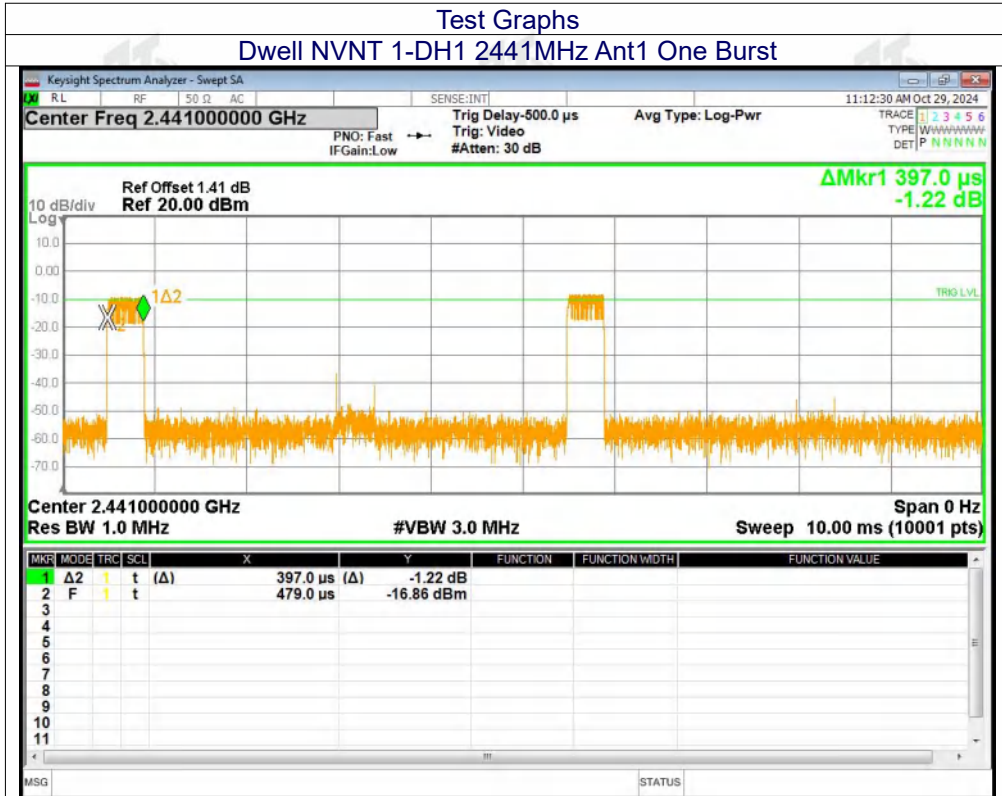 Test Graphs
Dwell NVNT 1-DH1 2441MHz Ant1 One Burst
Keysight Spectrum Analyzer - Swept SA
LXI RL RF 50 Ω AC SENSE:INT 11:12:30 AM Oct 29, 2024
Center Freq 2.441000000 GHz Trig Delay-500.0 µs Avg Type: Log-Pwr TRACE 1 2 3 4 5 6
PNO: Fast Trig: Video TYPE WWWWWWW
IFGain:Low #Atten: 30 dB DET P N N N N N
ΔMkr1 397.0 µs
-1.22 dB
Ref Offset 1.41 dB
10 dB/div Ref 20.00 dBm
Log
10.0
0.00
-10.0 1Δ2 TRIG LVL
-20.0
-30.0
-40.0
-50.0
-60.0
-70.0
Center 2.441000000 GHz Span 0 Hz
Res BW 1.0 MHz #VBW 3.0 MHz Sweep 10.00 ms (10001 pts)
MKR MODE TRC SCL X Y FUNCTION FUNCTION WIDTH FUNCTION VALUE
1 Δ2 1 t (Δ) 397.0 µs (Δ) -1.22 dB
2 F 1 t 479.0 µs -16.86 dBm
3
4
5
6
7
8
9
10
11
MSG STATUS